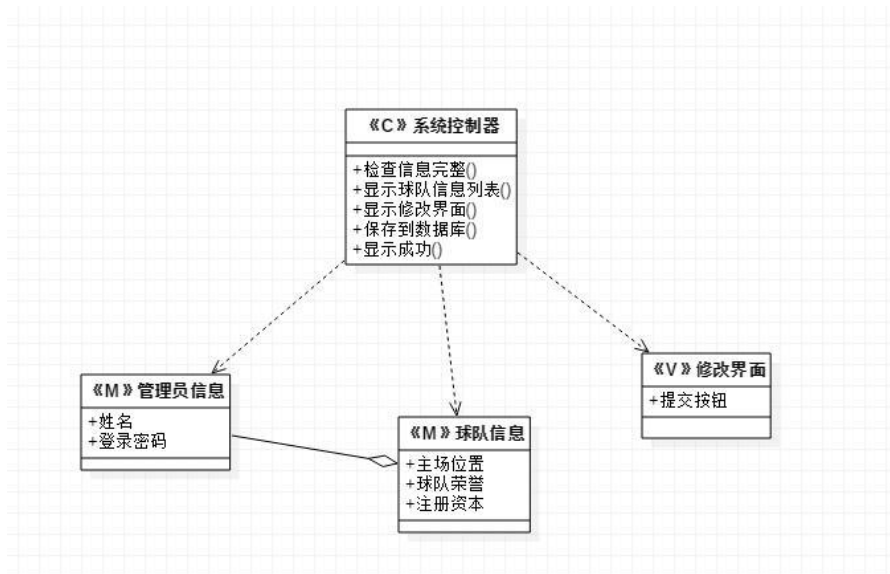 《C》系统控制器
+检查信息完整()
+显示球队信息列表()
+显示修改界面()
+保存到数据库()
+显示成功()
《M》管理员信息
+姓名
+登录密码
《M》球队信息
+主场位置
+球队荣誉
+注册资本
《V》修改界面
+提交按钮